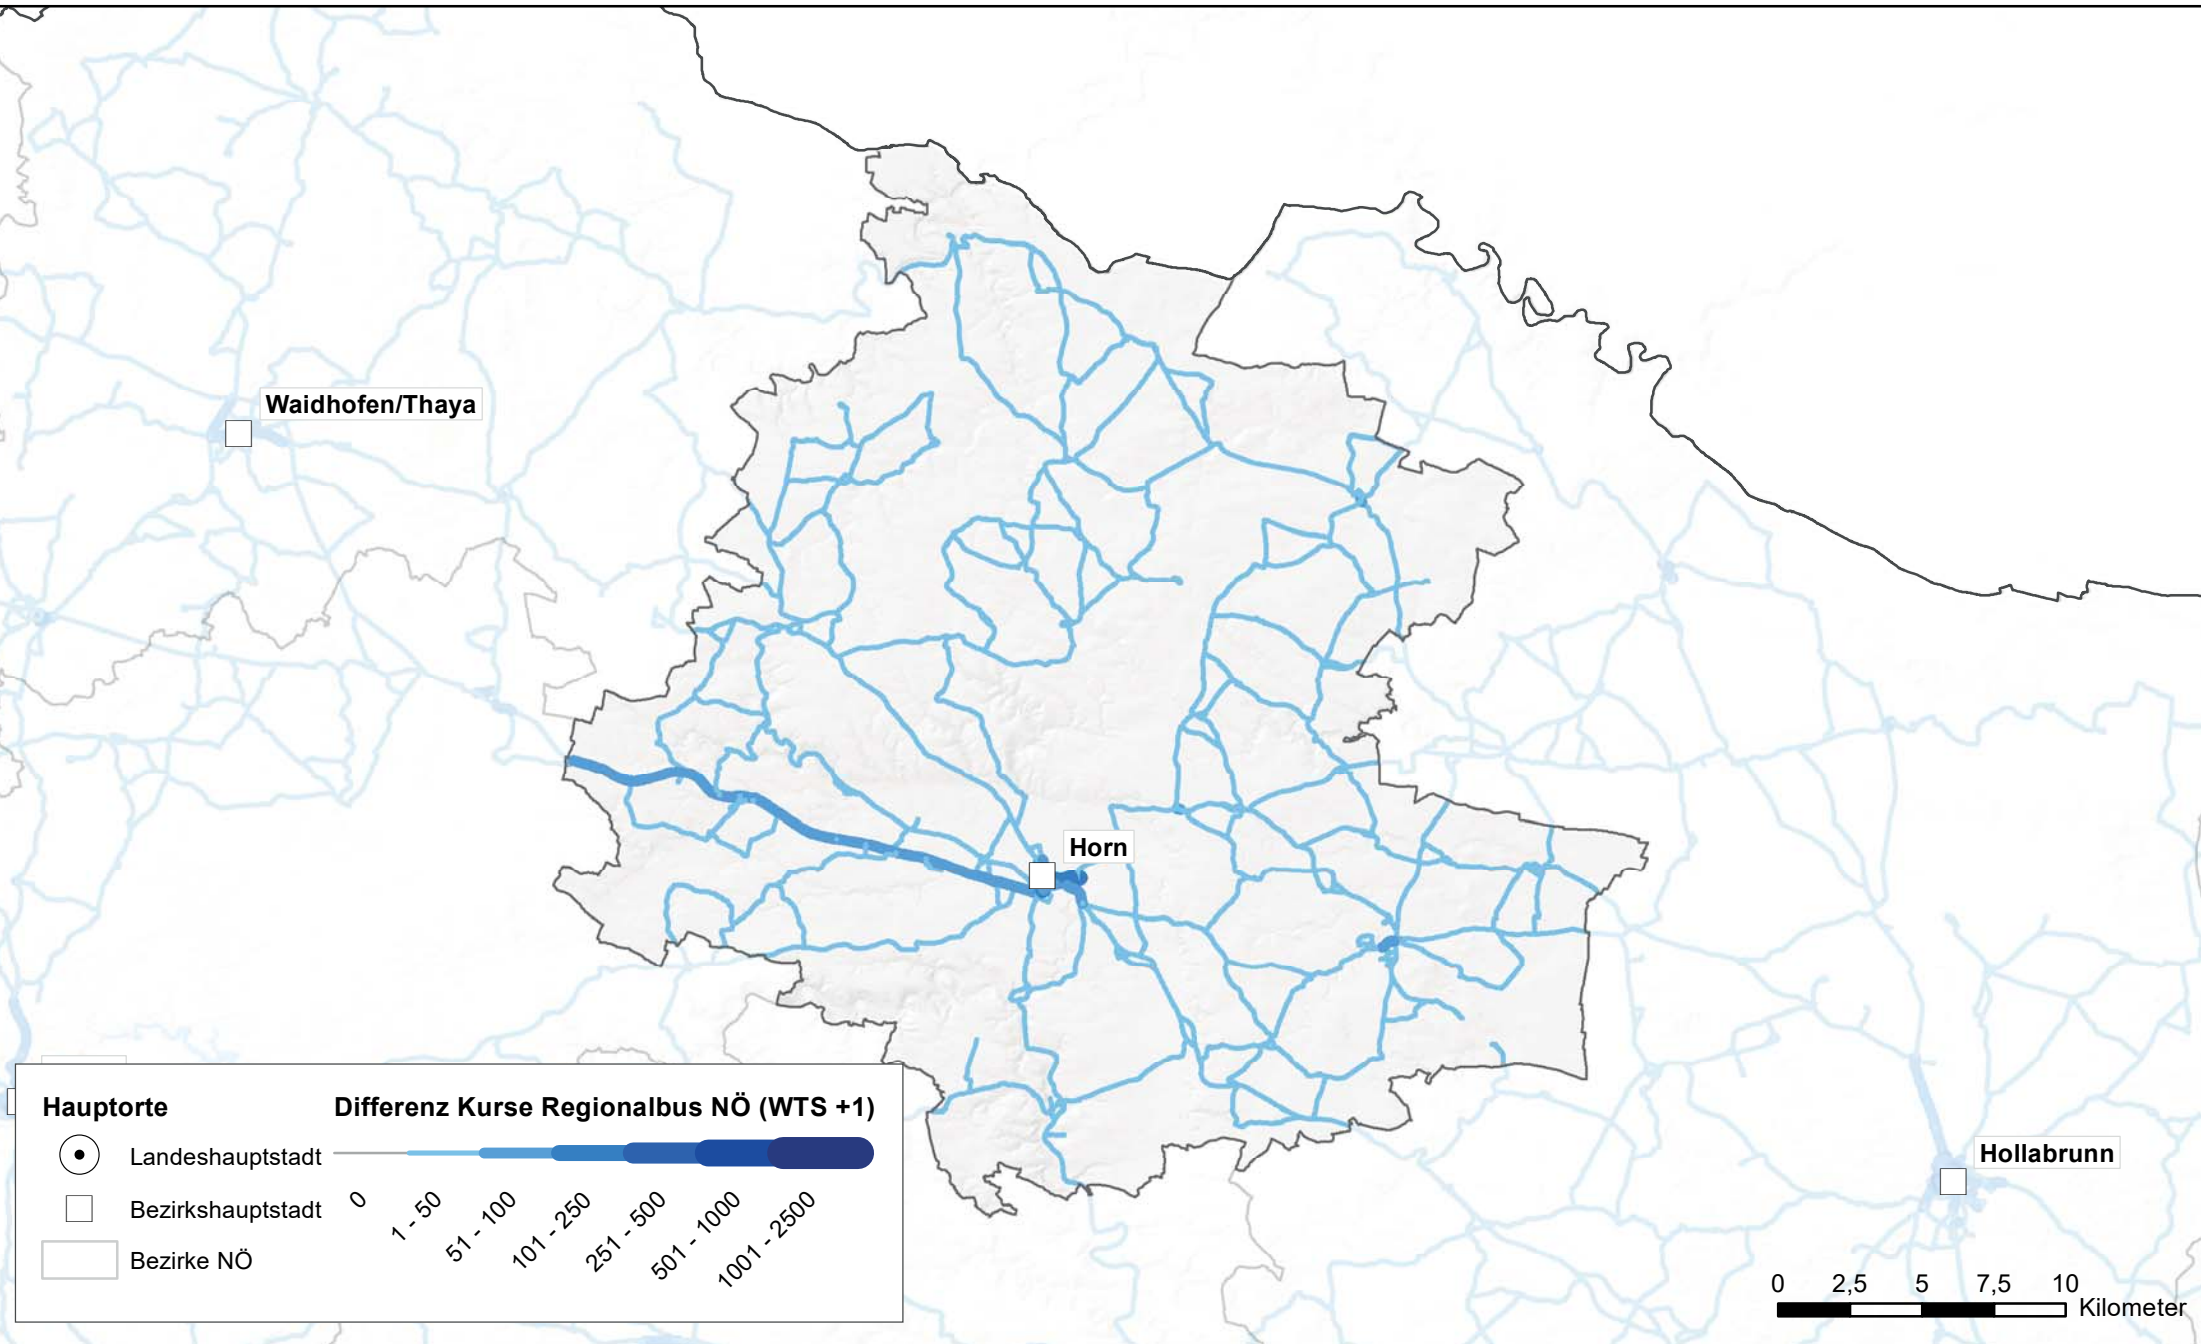 Waidhofen/Thaya
Horn
Hollabrunn
Hauptorte
Landeshauptstadt
Bezirkshauptstadt
Bezirke NÖ
Differenz Kurse Regionalbus NÖ (WTS +1)
0
1 - 50
51 - 100
101 - 250
251 - 500
501 - 1000
1001 - 2500
0 2,5 5 7,5 10
Kilometer